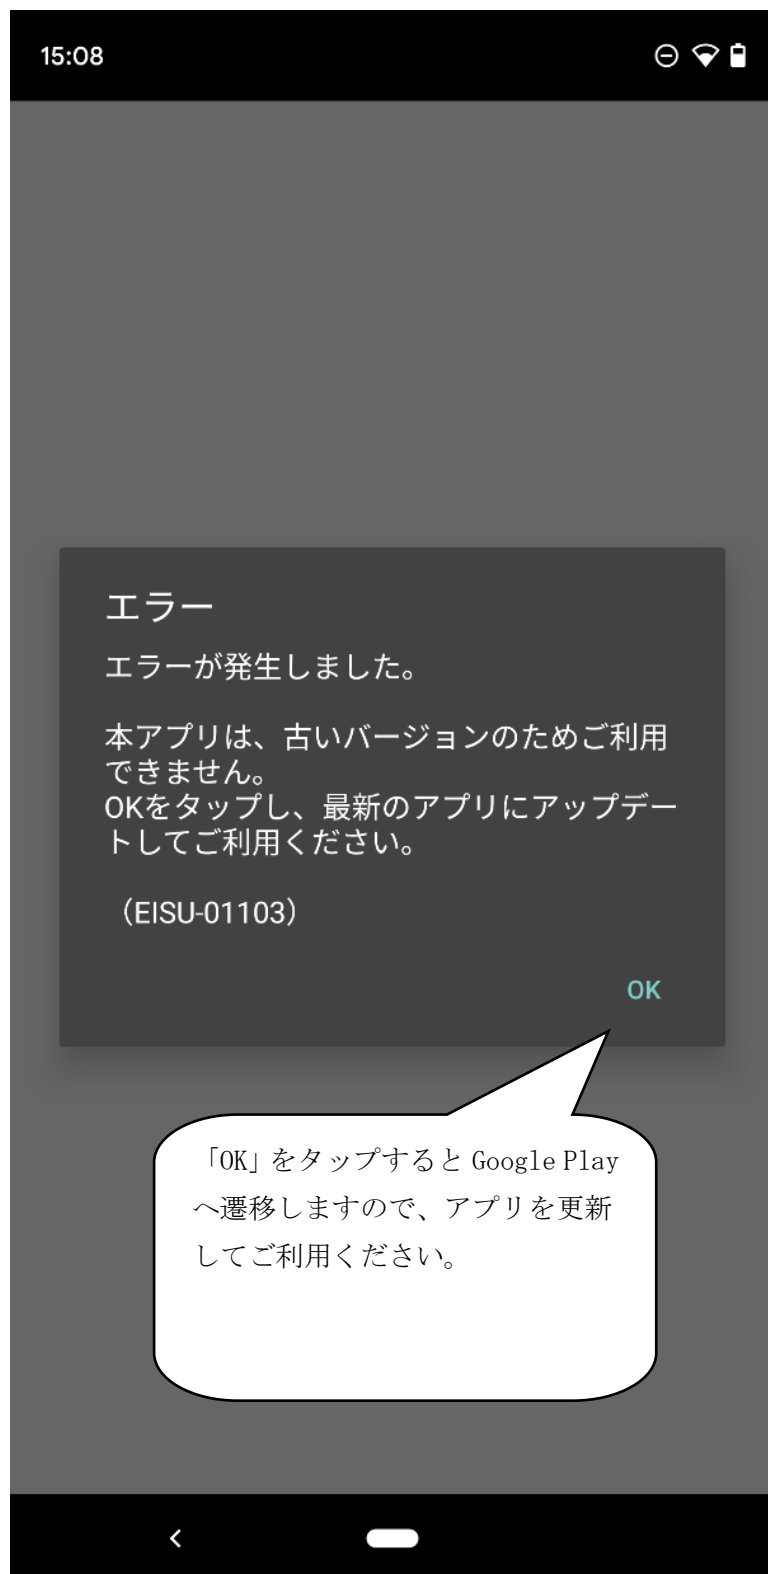 15:08
エラー
エラーが発生しました。
本アプリは、古いバージョンのためご利用
できません。
OKをタップし、最新のアプリにアップデー
トしてご利用ください。
（EISU-01103）
OK
「OK」をタップすると Google Play
へ遷移しますので、アプリを更新
してご利用ください。